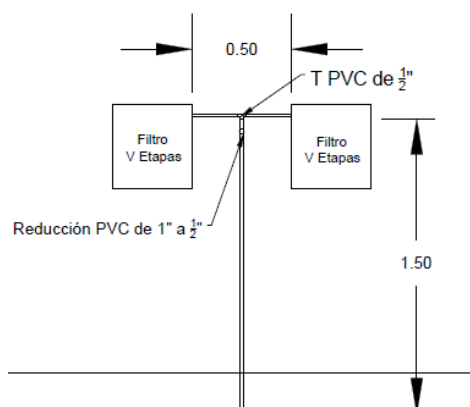 0.50
T PVC de ½"
Filtro
V Etapas
Filtro
V Etapas
Reducción PVC de 1" a ½"
1.50